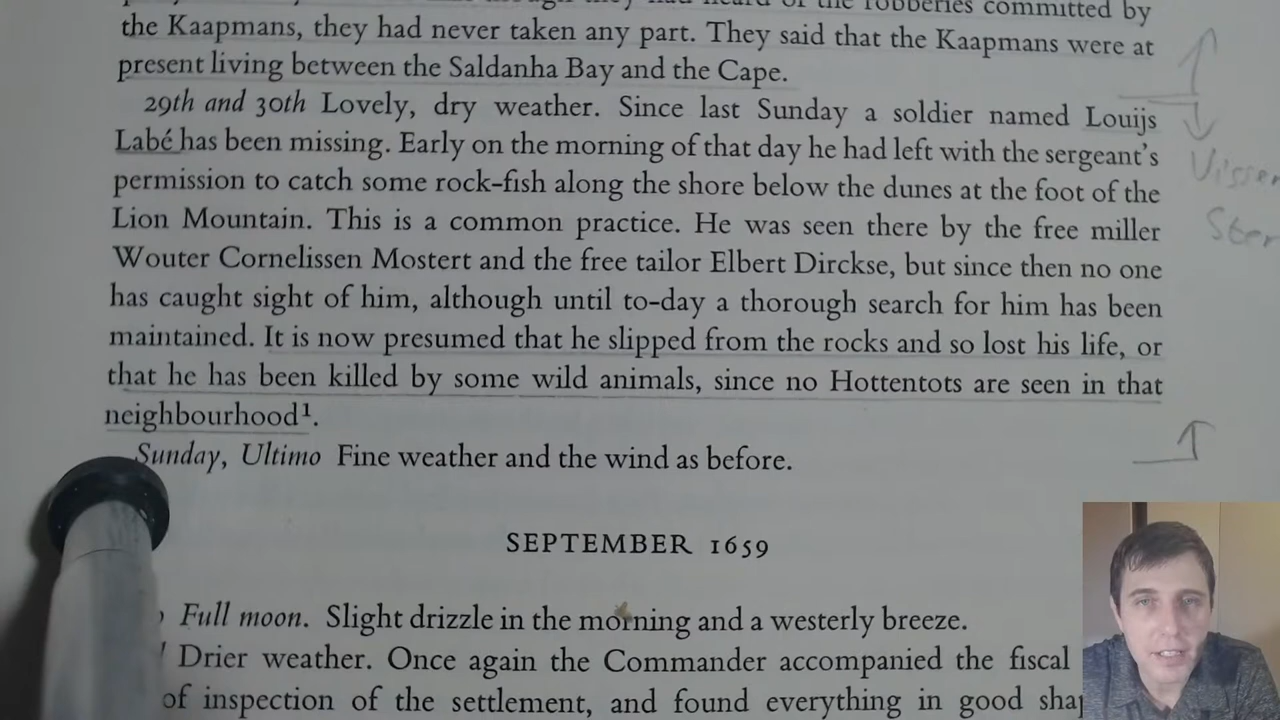 the robberies committed by
the Kaapmans, they had never taken any part. They said that the Kaapmans were at
present living between the Saldanha Bay and the Cape.
29th and 30th Lovely, dry weather. Since last Sunday a soldier named Louijs
Labé has been missing. Early on the morning of that day he had left with the sergeant's
permission to catch some rock-fish along the shore below the dunes at the foot of the
Lion Mountain. This is a common practice. He was seen there by the free miller
Wouter Cornelissen Mostert and the free tailor Elbert Dirckse, but since then no one
has caught sight of him, although until to-day a thorough search for him has been
maintained. It is now presumed that he slipped from the rocks and so lost his life, or
that he has been killed by some wild animals, since no Hottentots are seen in that
neighbourhood¹.
Sunday, Ultimo Fine weather and the wind as before.
SEPTEMBER 1659
Full moon. Slight drizzle in the morning and a westerly breeze.
Drier weather. Once again the Commander accompanied the fiscal
of inspection of the settlement, and found everything in good
Visser
Ster